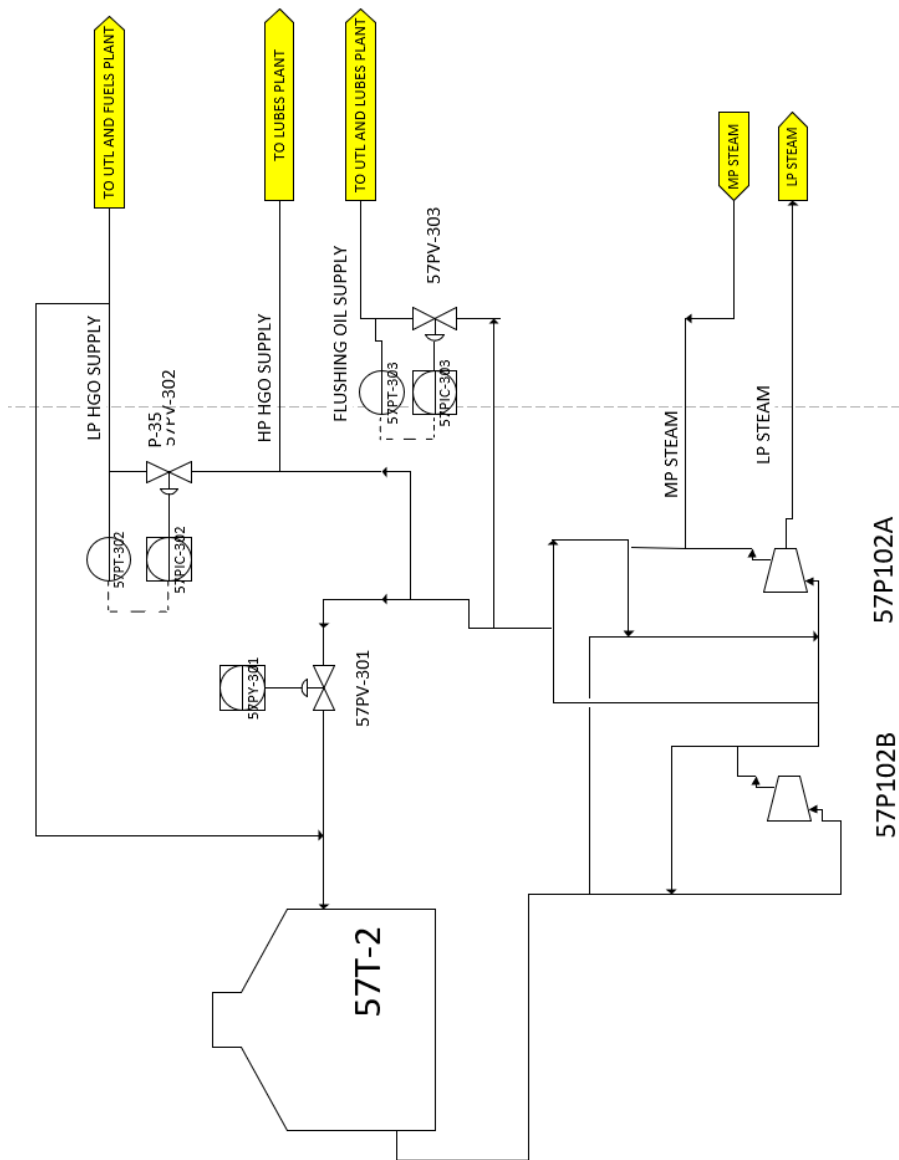 TO UTL AND FUELS PLANT
TO LUBES PLANT
TO UTL AND LUBES PLANT
MP STEAM
LP STEAM
LP HGO SUPPLY
P-35
57PV-302
HP HGO SUPPLY
FLUSHING OIL SUPPLY
57PV-303
57PT-303
57PIC-303
MP STEAM
LP STEAM
57PT-302
57PIC-302
57P102A
57PY-301
57PV-301
57P102B
57T-2